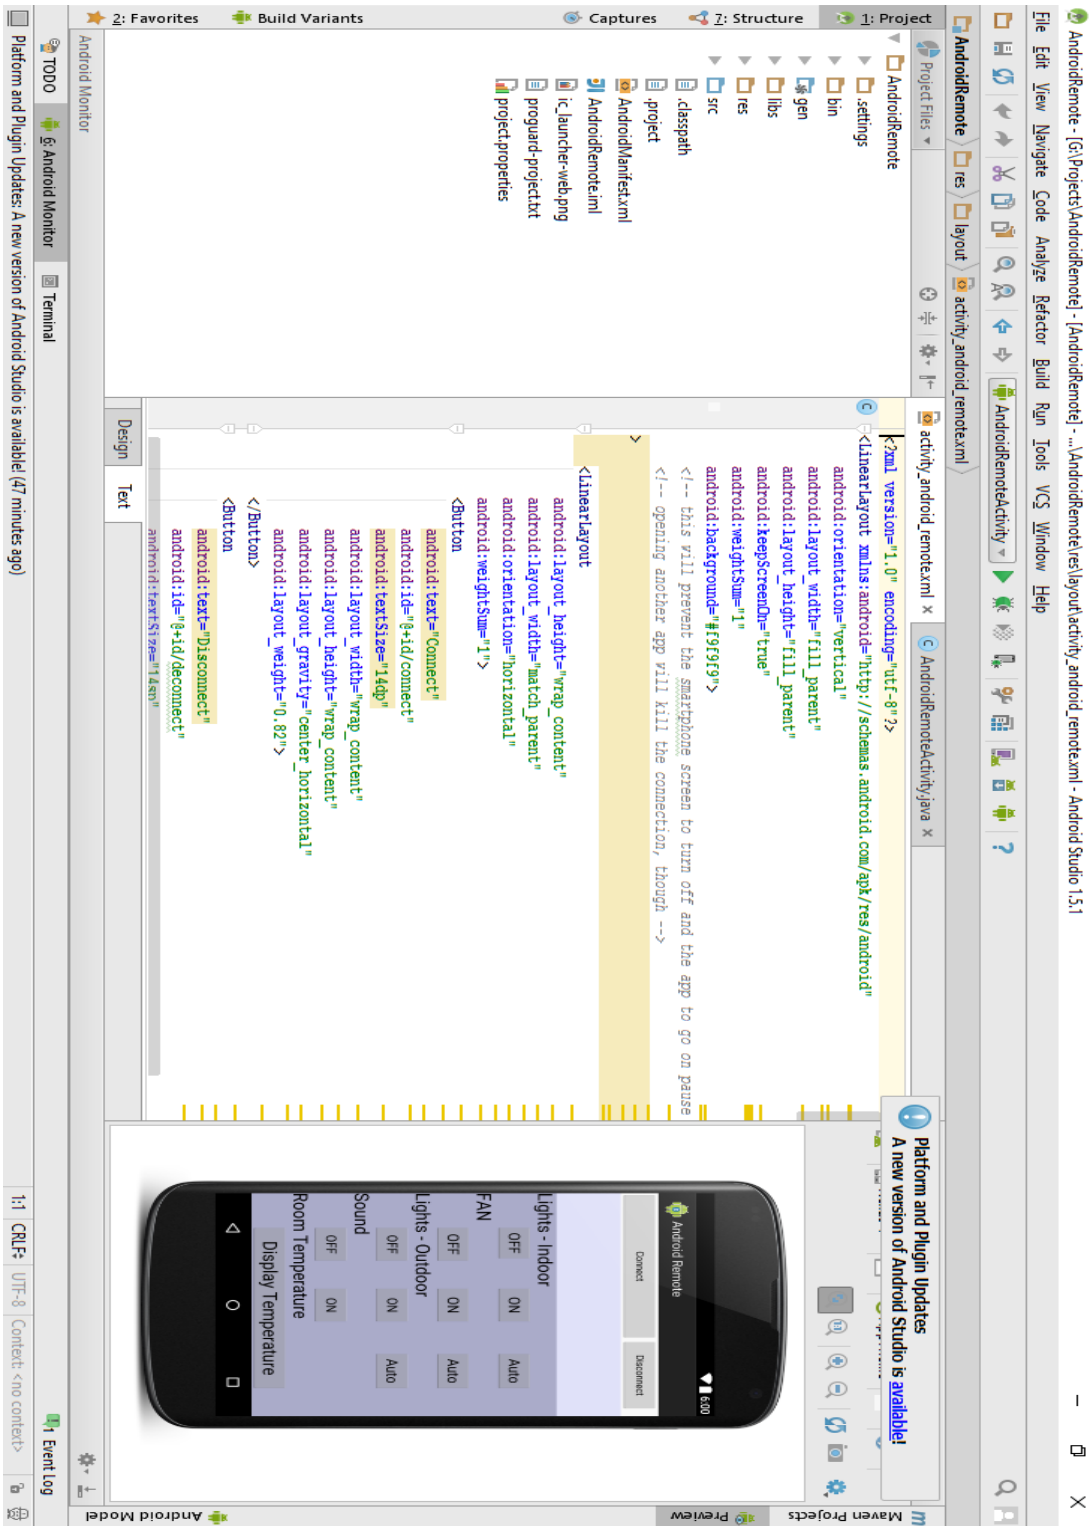 AndroidRemote - [G:\Projects\AndroidRemote] - [AndroidRemote] - ...\AndroidRemote\res\layout\activity_android_remote.xml - Android Studio 1.5.1
File Edit View Navigate Code Analyze Refactor Build Run Tools VCS Window Help
AndroidRemoteActivity
AndroidRemote res layout activity_android_remote.xml
1: Project
7: Structure
Captures
Build Variants
2: Favorites
Project Files
AndroidRemote
.settings
bin
gen
libs
res
src
.classpath
.project
AndroidManifest.xml
AndroidRemote.iml
ic_launcher-web.png
proguard-project.txt
project.properties
activity_android_remote.xml x AndroidRemoteActivity.java x
<?xml version="1.0" encoding="utf-8"?>
<LinearLayout xmlns:android="http://schemas.android.com/apk/res/android"
android:orientation="vertical"
android:layout_width="fill_parent"
android:layout_height="fill_parent"
android:keepScreenOn="true"
android:weightSum="1"
android:background="#f9f9f9">
<!-- this will prevent the smartphone screen to turn off and the app to go on pause
<!-- opening another app will kill the connection, though -->
>
<LinearLayout
android:layout_height="wrap_content"
android:layout_width="match_parent"
android:orientation="horizontal"
android:weightSum="1">
<Button
android:text="Connect"
android:id="@+id/connect"
android:textSize="14dp"
android:layout_width="wrap_content"
android:layout_height="wrap_content"
android:layout_gravity="center_horizontal"
android:layout_weight="0.82">
</Button>
<Button
android:text="Disconnect"
android:id="@+id/deconnect"
android:textSize="14sp"
Design Text
Platform and Plugin Updates
A new version of Android Studio is available!
6:00
Android Remote
Connect Disconnect
Lights - Indoor
OFF ON Auto
FAN
OFF ON Auto
Lights - Outdoor
OFF ON Auto
Sound
OFF ON
Room Temperature
Display Temperature
Maven Projects
Preview
Android Model
Android Monitor
TODO 6: Android Monitor Terminal
1 Event Log
Platform and Plugin Updates: A new version of Android Studio is available! (47 minutes ago)
1:1 CRLF UTF-8 Context: <no context>